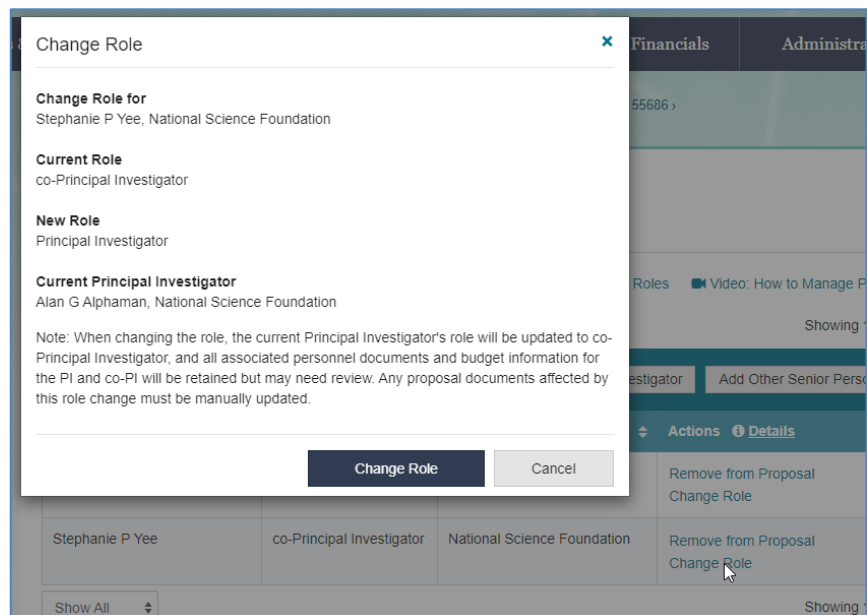 Change Role ×
Financials
Administra
Change Role for
Stephanie P Yee, National Science Foundation
55686 ›
Current Role
co-Principal Investigator
New Role
Principal Investigator
Current Principal Investigator
Alan G Alphaman, National Science Foundation
Roles
Video: How to Manage P
Note: When changing the role, the current Principal Investigator's role will be updated to co-
Principal Investigator, and all associated personnel documents and budget information for
the PI and co-PI will be retained but may need review. Any proposal documents affected by
this role change must be manually updated.
Showing
estigator
Add Other Senior Perso
Actions Details
Change Role
Cancel
Remove from Proposal
Change Role
Stephanie P Yee
co-Principal Investigator
National Science Foundation
Remove from Proposal
Change Role
Show All
Showing